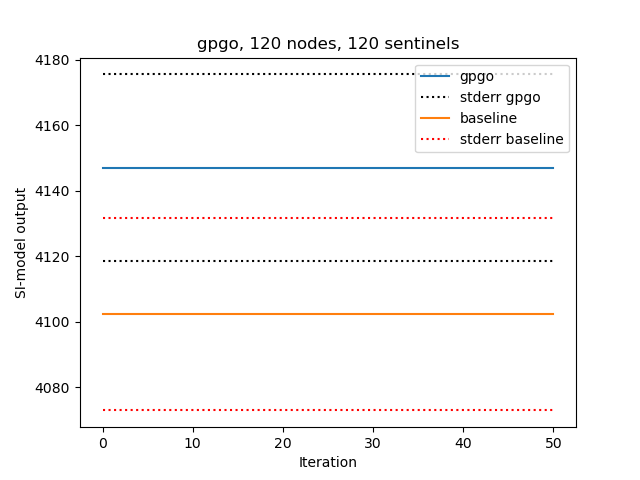 gpgo, 120 nodes, 120 sentinels
4180
4160
4140
4120
4100
4080
SI-model output
gpgo
stderr gpgo
baseline
stderr baseline
0 10 20 30 40 50
Iteration